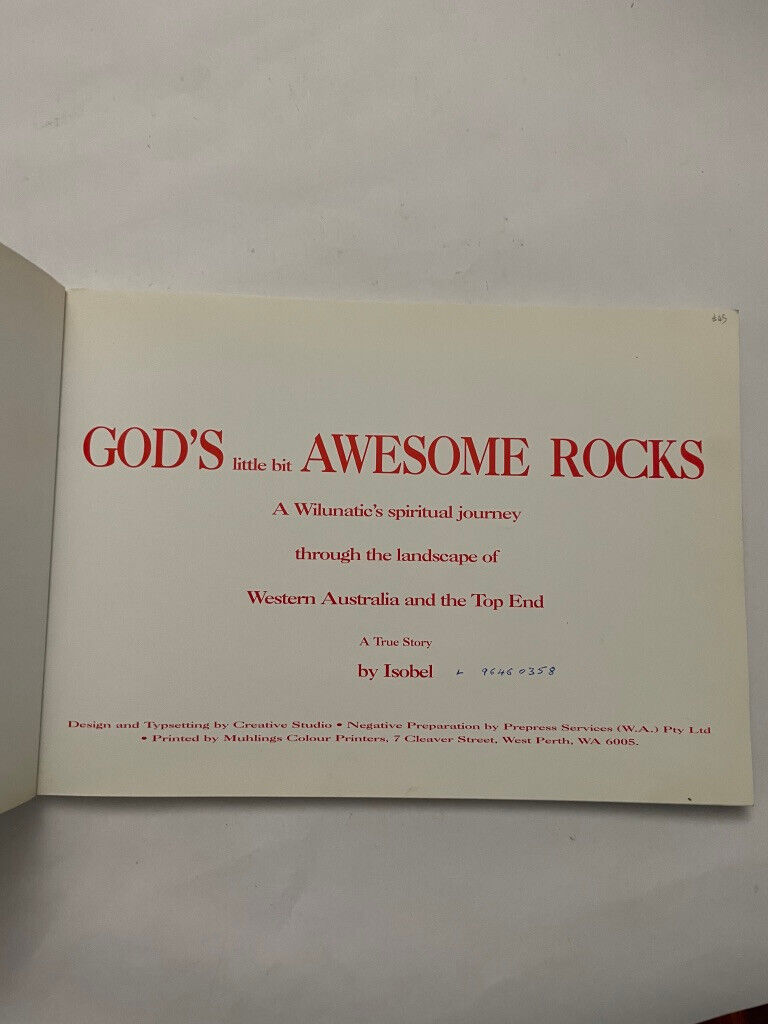 $45
GOD'S little bit AWESOME ROCKS
A Wilunatic's spiritual journey
through the landscape of
Western Australia and the Top End
A True Story
by Isobel 96460358
Design and Typsetting by Creative Studio • Negative Preparation by Prepress Services (W.A.) Pty Ltd
• Printed by Muhlings Colour Printers, 7 Cleaver Street, West Perth, WA 6005.